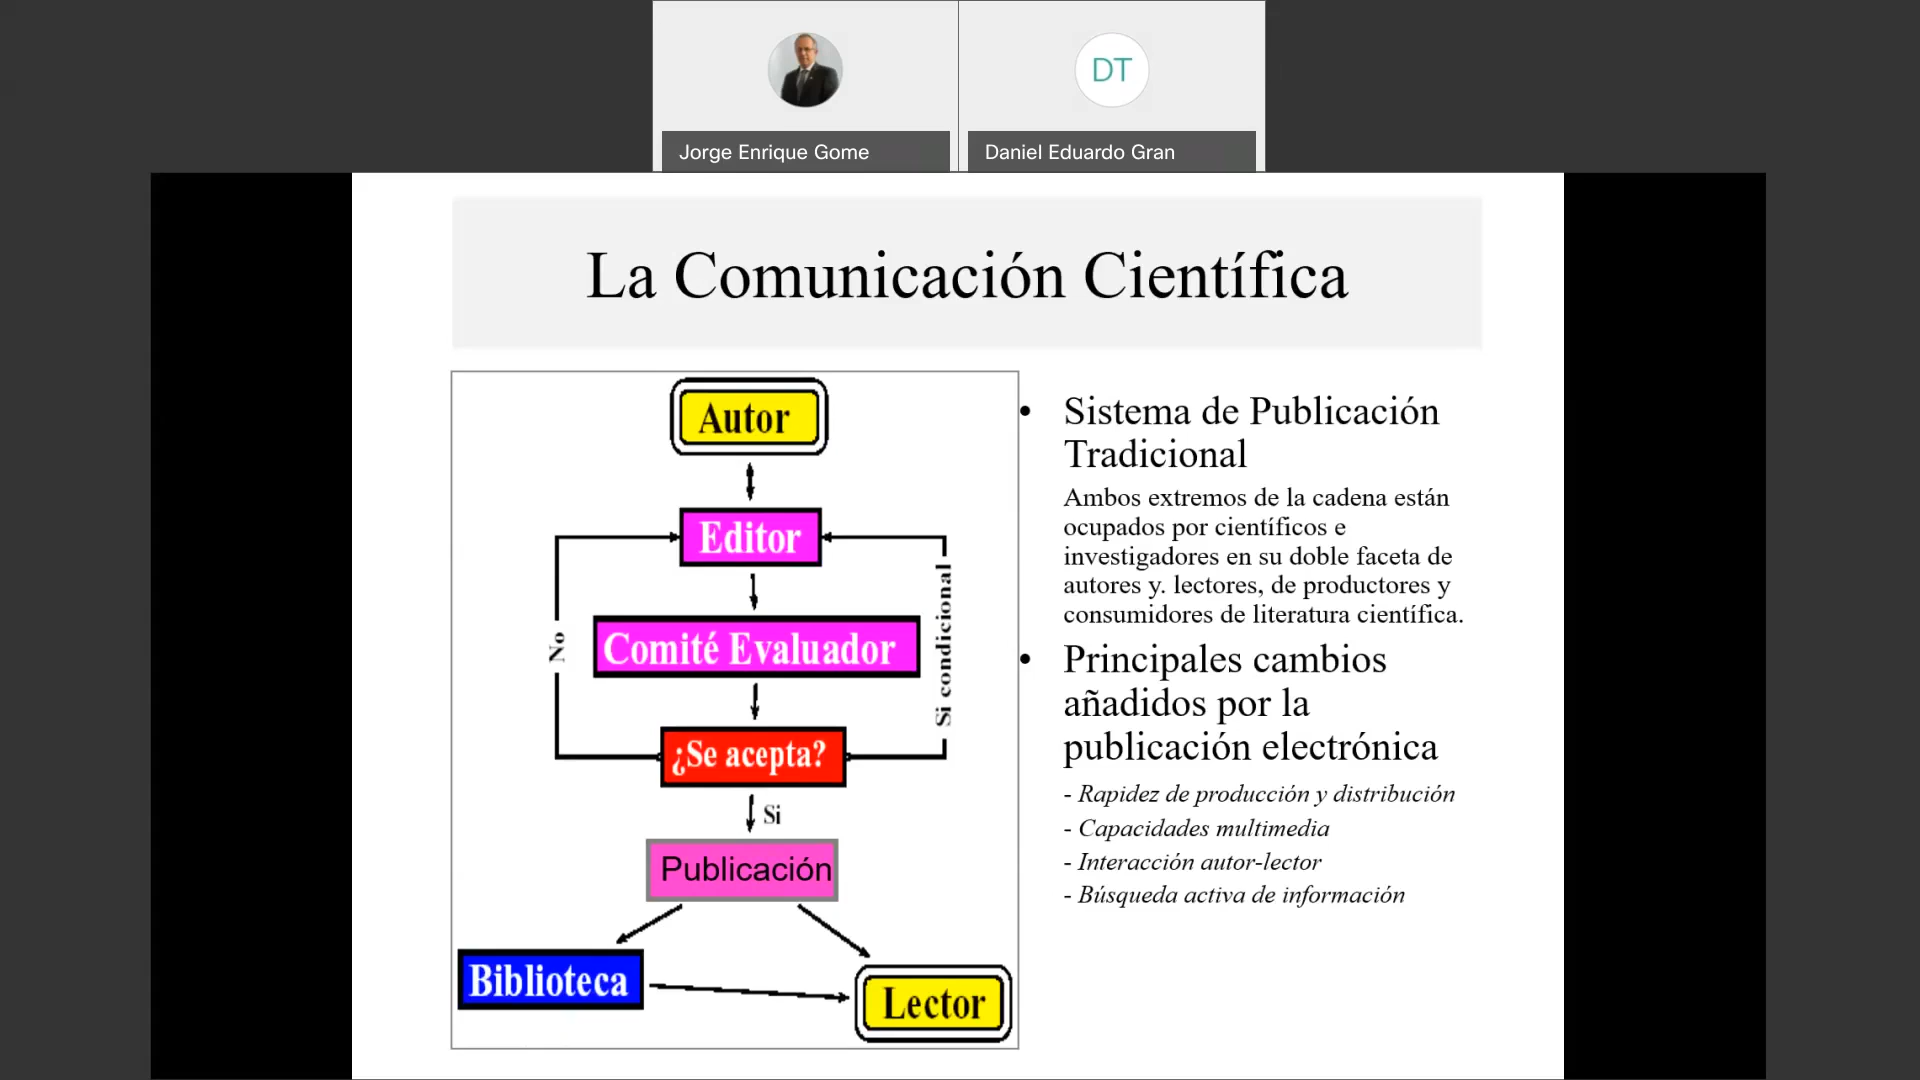 DT
Jorge Enrique Gome
Daniel Eduardo Gran
La Comunicación Científica
Autor
Editor
Comité Evaluador
No
Si condicional
¿Se acepta?
Si
Publicación
Biblioteca
Lector
• Sistema de Publicación
Tradicional
Ambos extremos de la cadena están
ocupados por científicos e
investigadores en su doble faceta de
autores y. lectores, de productores y
consumidores de literatura científica.
• Principales cambios
añadidos por la
publicación electrónica
- Rapidez de producción y distribución
- Capacidades multimedia
- Interacción autor-lector
- Búsqueda activa de información